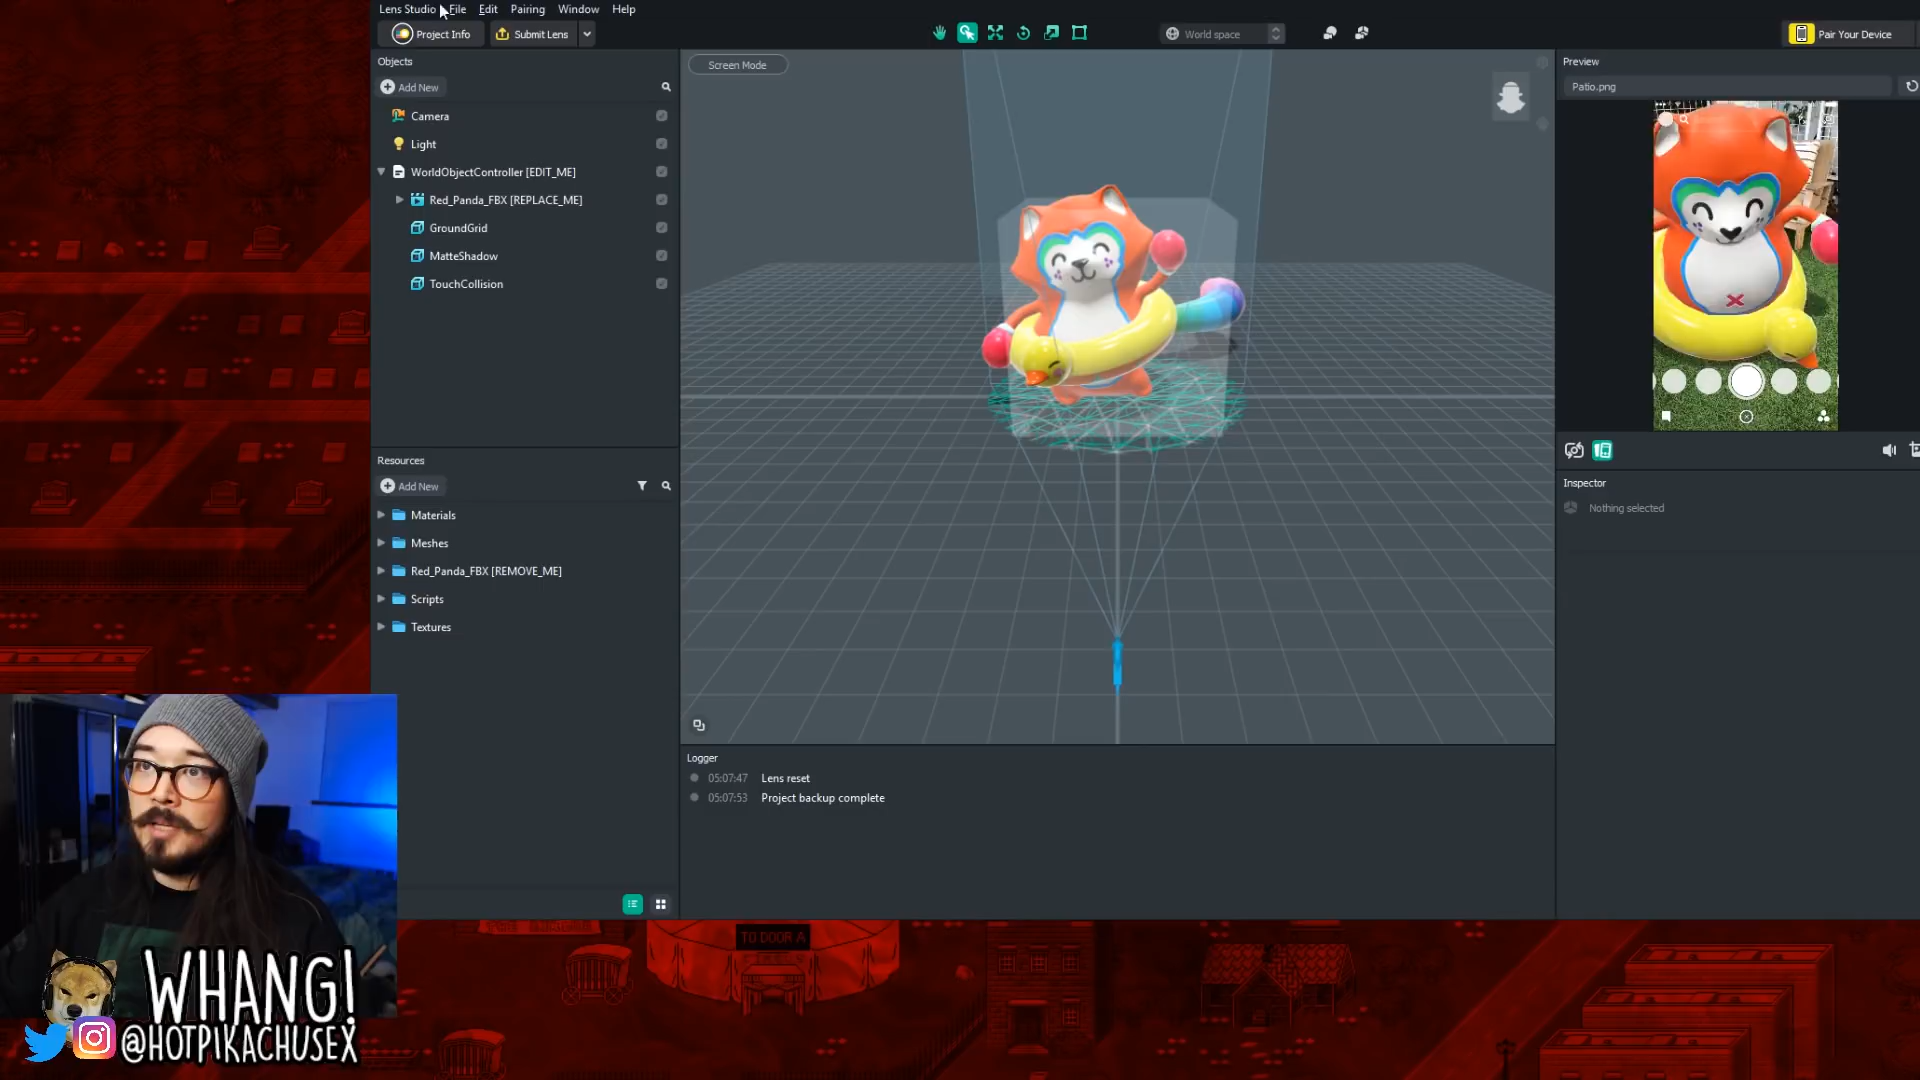 Lens Studio File Edit Pairing Window Help
Project Info Submit Lens World space Pair Your Device
Objects
Add New
Camera
Light
WorldObjectController [EDIT_ME]
Red_Panda_FBX [REPLACE_ME]
GroundGrid
MatteShadow
TouchCollision
Resources
Add New
Materials
Meshes
Red_Panda_FBX [REMOVE_ME]
Scripts
Textures
Screen Mode
Logger
05:07:47 Lens reset
05:07:53 Project backup complete
Preview
Patio.png
Inspector
Nothing selected
TO DOOR A
WHANG!
@HOTPIKACHUSEX